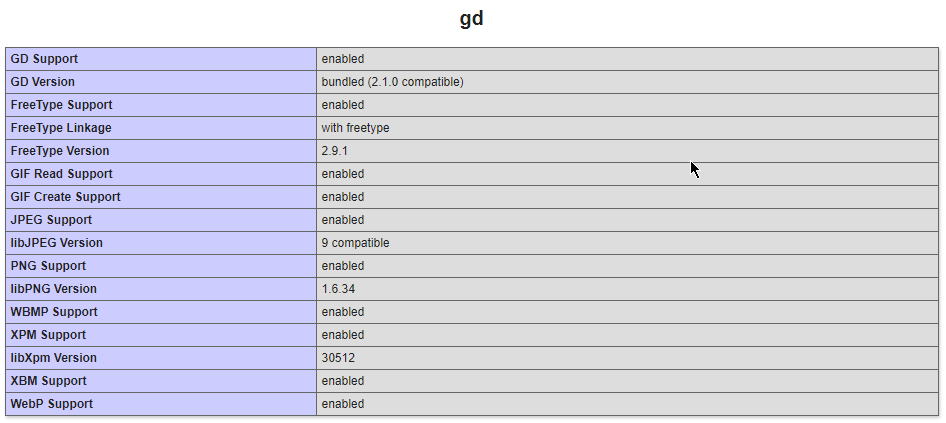 gd
GD Support enabled
GD Version bundled (2.1.0 compatible)
FreeType Support enabled
FreeType Linkage with freetype
FreeType Version 2.9.1
GIF Read Support enabled
GIF Create Support enabled
JPEG Support enabled
libJPEG Version 9 compatible
PNG Support enabled
libPNG Version 1.6.34
WBMP Support enabled
XPM Support enabled
libXpm Version 30512
XBM Support enabled
WebP Support enabled